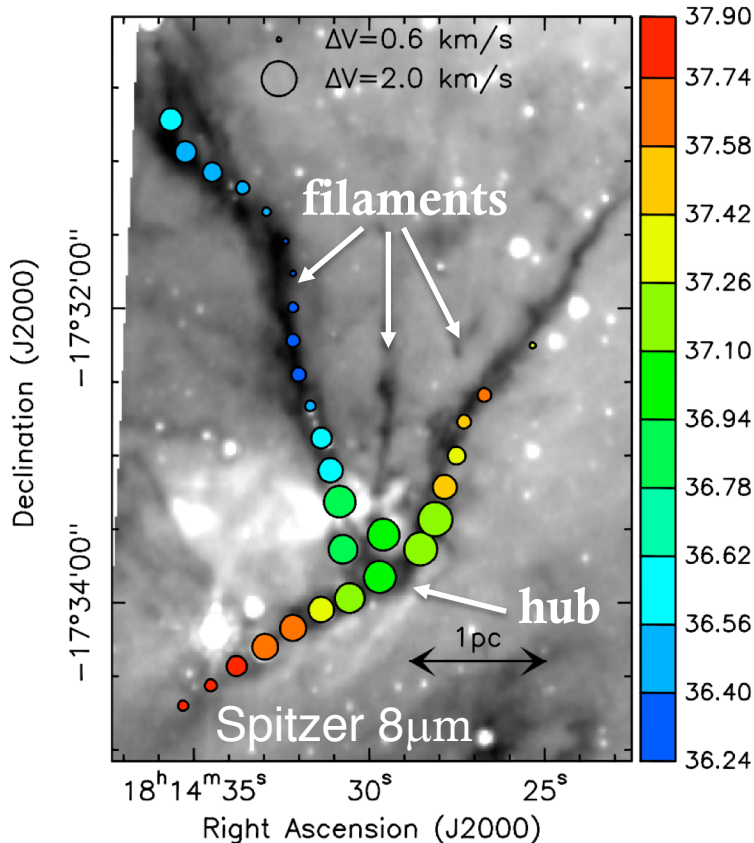 ΔV=0.6 km/s
ΔV=2.0 km/s
filaments
hub
1pc
Spitzer 8μm
−17°32'00"
−17°34'00"
Declination (J2000)
18ʰ14ᵐ35ˢ
30ˢ
25ˢ
Right Ascension (J2000)
37.90
37.74
37.58
37.42
37.26
37.10
36.94
36.78
36.62
36.56
36.40
36.24